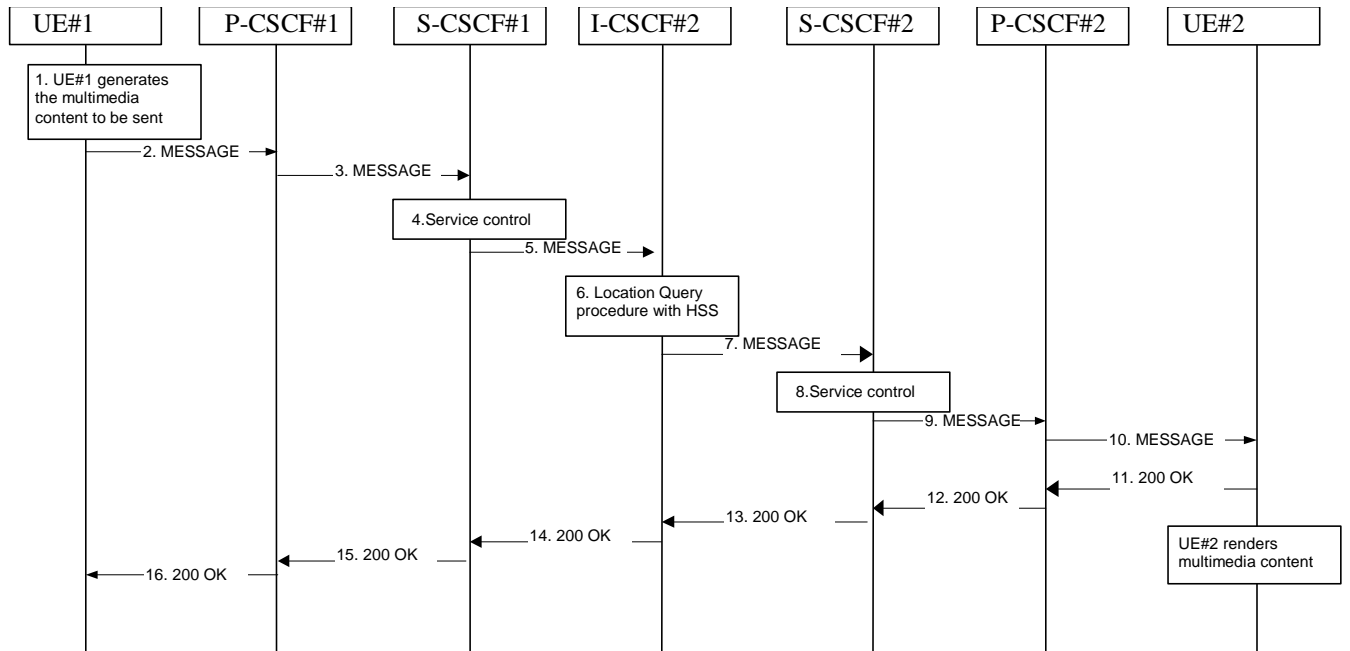 UE#1
P-CSCF#1
S-CSCF#1
I-CSCF#2
S-CSCF#2
P-CSCF#2
UE#2
1. UE#1 generates
the multimedia
content to be sent
2. MESSAGE
3. MESSAGE
4.Service control
5. MESSAGE
6. Location Query
procedure with HSS
7. MESSAGE
8.Service control
9. MESSAGE
10. MESSAGE
11. 200 OK
12. 200 OK
13. 200 OK
14. 200 OK
UE#2 renders
multimedia content
15. 200 OK
16. 200 OK